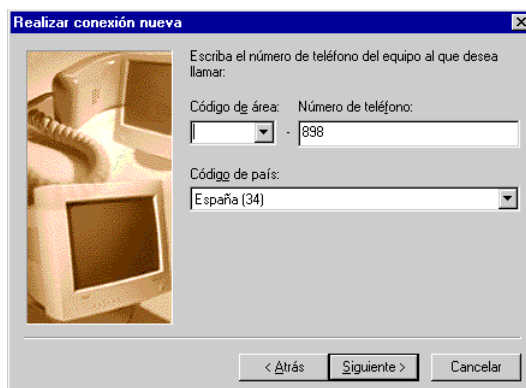 Realizar conexión nueva
Escriba el número de teléfono del equipo al que desea
llamar:
Código de área:
Número de teléfono:
-
898
Código de país:
España (34)
< Atrás
Siguiente >
Cancelar